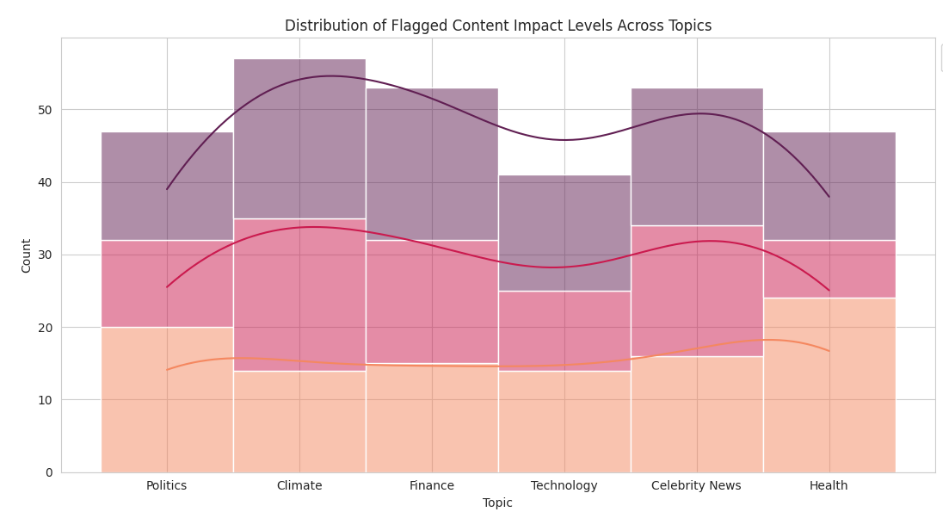 Distribution of Flagged Content Impact Levels Across Topics
Count
50
40
30
20
10
0
Politics
Climate
Finance
Technology
Celebrity News
Health
Topic